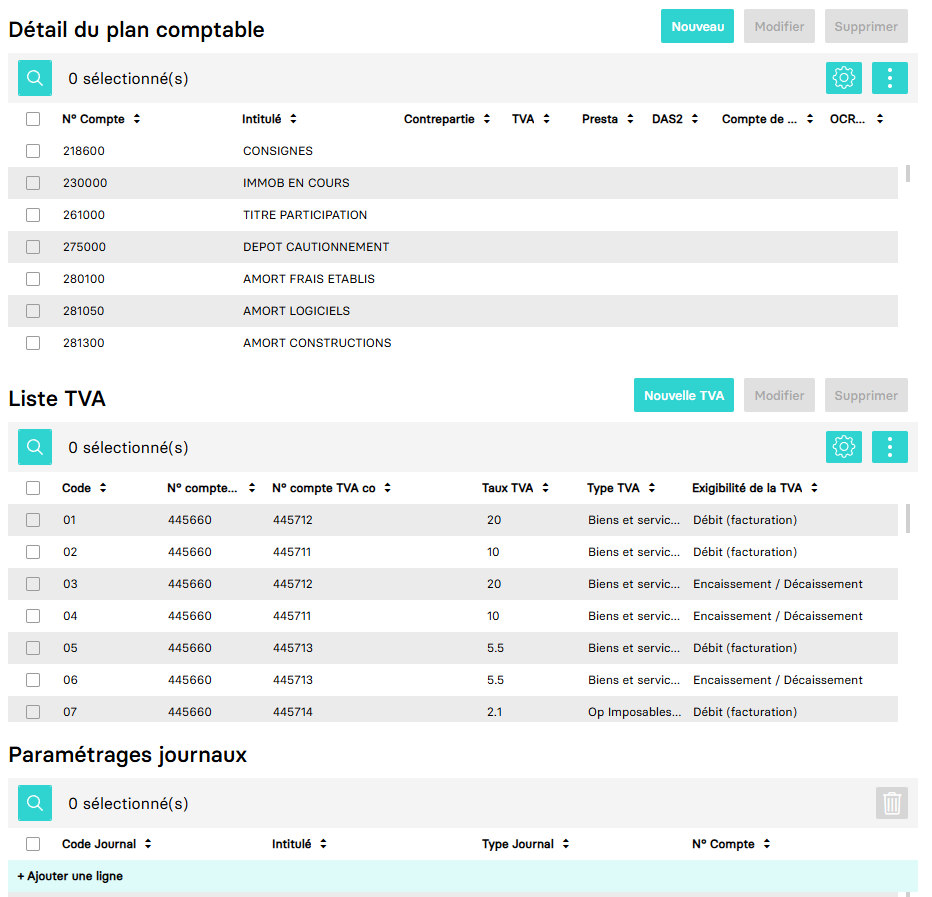 Détail du plan comptable Nouveau Modifier Supprimer
0 sélectionné(s)
N° Compte Intitulé Contrepartie TVA Presta DAS2 Compte de ... OCR...
218600 CONSIGNES
230000 IMMOB EN COURS
261000 TITRE PARTICIPATION
275000 DEPOT CAUTIONNEMENT
280100 AMORT FRAIS ETABLIS
281050 AMORT LOGICIELS
281300 AMORT CONSTRUCTIONS
Liste TVA Nouvelle TVA Modifier Supprimer
0 sélectionné(s)
Code N° compte... N° compte TVA co Taux TVA Type TVA Exigibilité de la TVA
01 445660 445712 20 Biens et servic... Débit (facturation)
02 445660 445711 10 Biens et servic... Débit (facturation)
03 445660 445712 20 Biens et servic... Encaissement / Décaissement
04 445660 445711 10 Biens et servic... Encaissement / Décaissement
05 445660 445713 5.5 Biens et servic... Débit (facturation)
06 445660 445713 5.5 Biens et servic... Encaissement / Décaissement
07 445660 445714 2.1 Op Imposables... Débit (facturation)
Paramétrages journaux
0 sélectionné(s)
Code Journal Intitulé Type Journal N° Compte
+ Ajouter une ligne